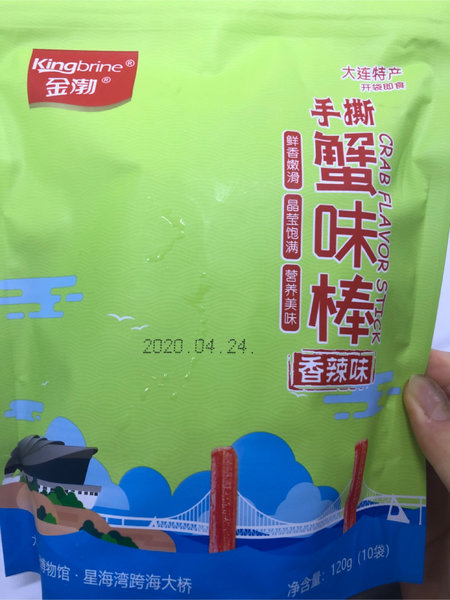 Kingbrine®
金渤®
大连特产
开袋即食
手撕
蟹味棒
CRAB FLAVOR STICK
鲜香嫩滑
晶莹饱满
营养美味
香辣味
2020.04.24.
博物馆·星海湾跨海大桥
净含量：120g (10袋)